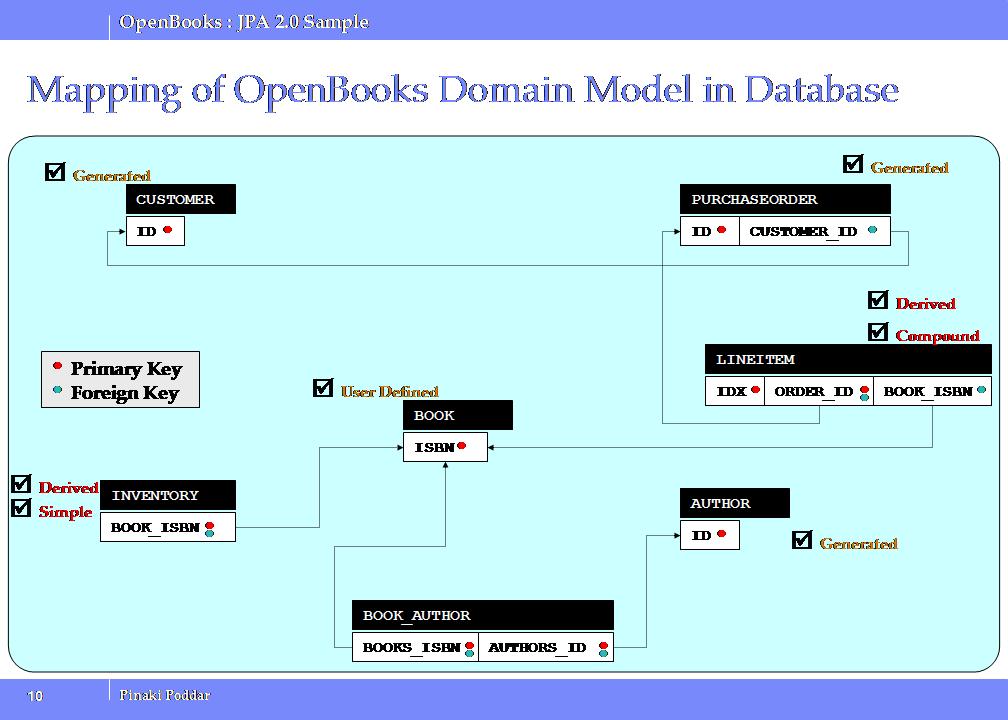 OpenBooks : JPA 2.0 Sample
Mapping of OpenBooks Domain Model in Database
Generated
CUSTOMER
ID
Generated
PURCHASEORDER
ID CUSTOMER_ID
Derived
Compound
LINEITEM
IDX ORDER_ID BOOK_ISBN
Primary Key
Foreign Key
User Defined
BOOK
ISBN
Derived
Simple
INVENTORY
BOOK_ISBN
AUTHOR
ID
Generated
BOOK_AUTHOR
BOOKS_ISBN AUTHORS_ID
10
Pinaki Poddar